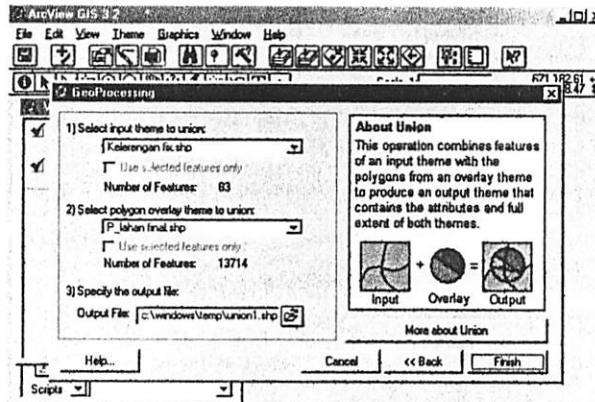 ArcView GIS 3.2
File Edit View Theme Graphics Window Help
671,182.61
8.47
GeoProcessing
1) Select input theme to union:
Kelerengan fix.shp
Use selected features only
Number of Features: 83
2) Select polygon overlay theme to union:
P_lahan final.shp
Use selected features only
Number of Features: 13714
3) Specify the output file:
Output File: c:\windows\temp\union1.shp
About Union
This operation combines features
of an input theme with the
polygons from an overlay theme
to produce an output theme that
contains the attributes and full
extent of both themes.
+ =
Input Overlay Output
More about Union
Help... Cancel << Back Finish
Scripts